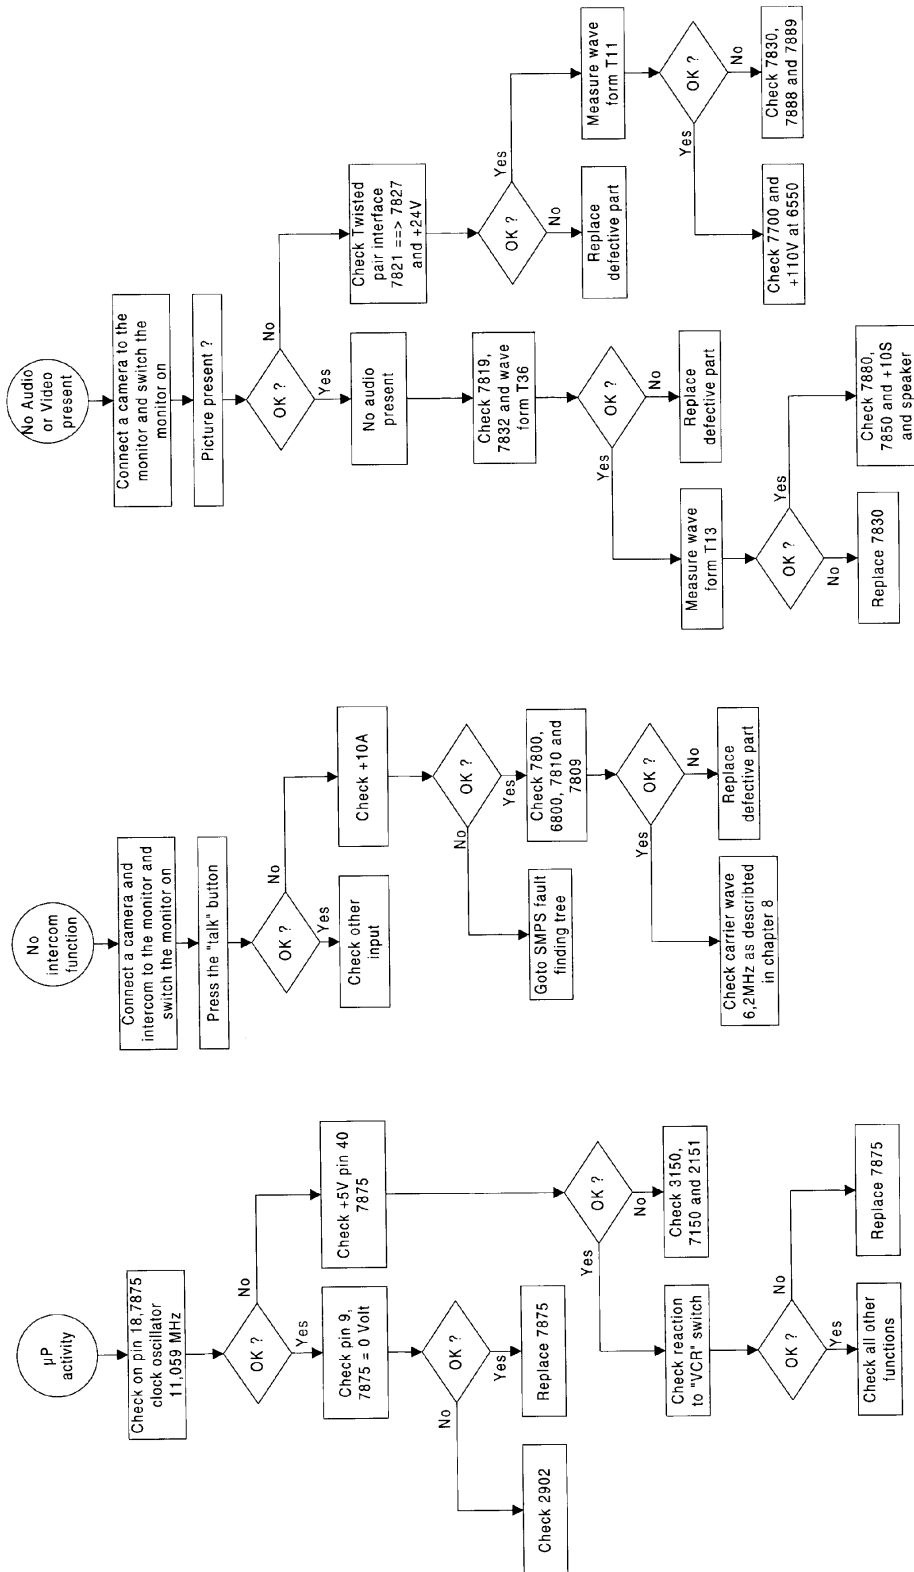 µP
activity
Check on pin 18,7875
clock oscillator
11,059 MHz
OK ?
No
Yes
Check pin 9,
7875 = 0 Volt
Check +5V pin 40
7875
OK ?
No
Yes
Check 2902
Replace 7875
OK ?
Yes
No
Check reaction
to "VCR" switch
Check 3150,
7150 and 2151
OK ?
No
Yes
Check all other
functions
Replace 7875
No
intercom
function
Connect a camera and
intercom to the monitor and
switch the monitor on
Press the "talk" button
OK ?
No
Yes
Check other
input
Check +10A
OK ?
No
Yes
Goto SMPS fault
finding tree
Check 7800,
6800, 7810 and
7809
OK ?
Yes
No
Check carrier wave
6,2MHz as describted
in chapter 8
Replace
defective part
No Audio
or Video
present
Connect a camera to the
monitor and switch the
monitor on
Picture present ?
OK ?
No
Yes
No audio
present
Check Twisted
pair interface
7821 ==> 7827
and +24V
Check 7819,
7832 and wave
form T36
OK ?
Yes
No
Measure wave
form T13
Replace
defective part
OK ?
Yes
No
Replace 7830
Check 7880,
7850 and +10S
and speaker
OK ?
Yes
No
Replace
defective part
Measure wave
form T11
OK ?
Yes
No
Check 7700 and
+110V at 6550
Check 7830,
7888 and 7889